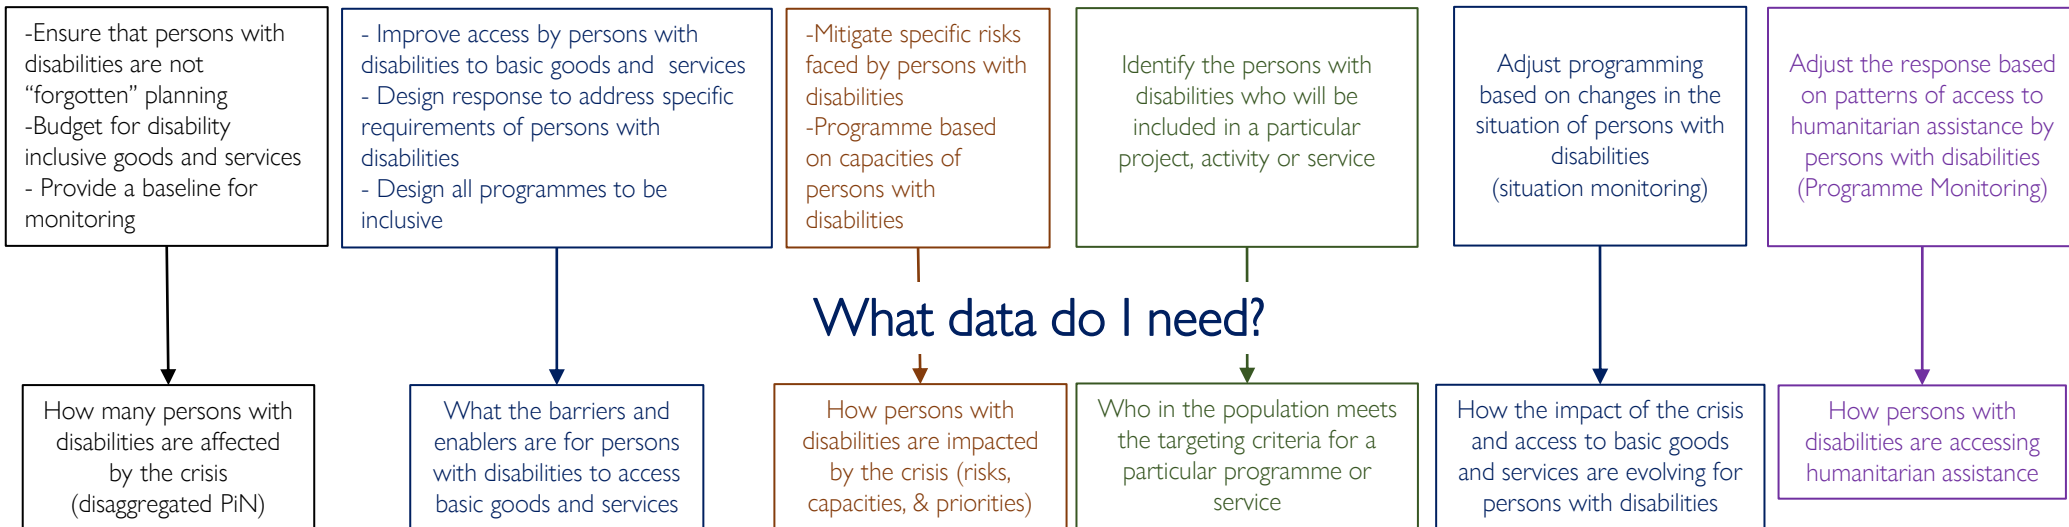 -Ensure that persons with
disabilities are not
“forgotten” planning
-Budget for disability
inclusive goods and services
- Provide a baseline for
monitoring
- Improve access by persons with
disabilities to basic goods and services
- Design response to address specific
requirements of persons with
disabilities
- Design all programmes to be
inclusive
-Mitigate specific risks
faced by persons with
disabilities
-Programme based
on capacities of
persons with
disabilities
Identify the persons with
disabilities who will be
included in a particular
project, activity or service
Adjust programming
based on changes in the
situation of persons with
disabilities
(situation monitoring)
Adjust the response based
on patterns of access to
humanitarian assistance by
persons with disabilities
(Programme Monitoring)
What data do I need?
How many persons with
disabilities are affected
by the crisis
(disaggregated PiN)
What the barriers and
enablers are for persons
with disabilities to access
basic goods and services
How persons with
disabilities are impacted
by the crisis (risks,
capacities, & priorities)
Who in the population meets
the targeting criteria for a
particular programme or
service
How the impact of the crisis
and access to basic goods
and services are evolving for
persons with disabilities
How persons with
disabilities are accessing
humanitarian assistance